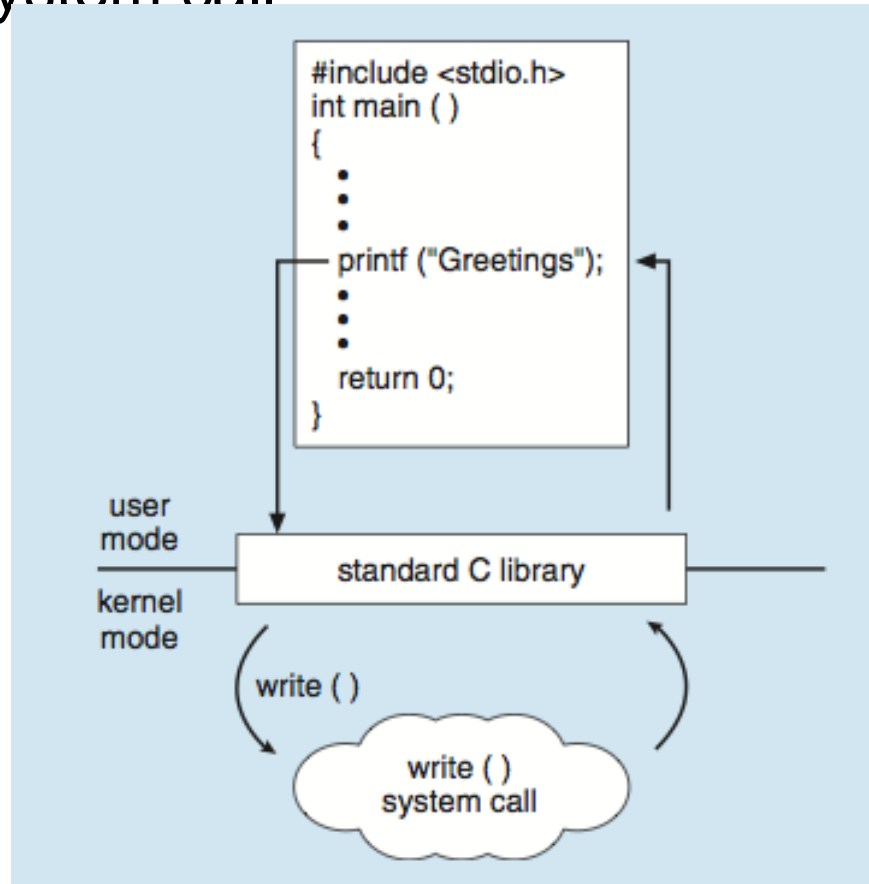 #include <stdio.h>
int main ( )
{
•
•
•
printf ("Greetings");
•
•
•
return 0;
}
user
mode
standard C library
kernel
mode
write ( )
write ( )
system call